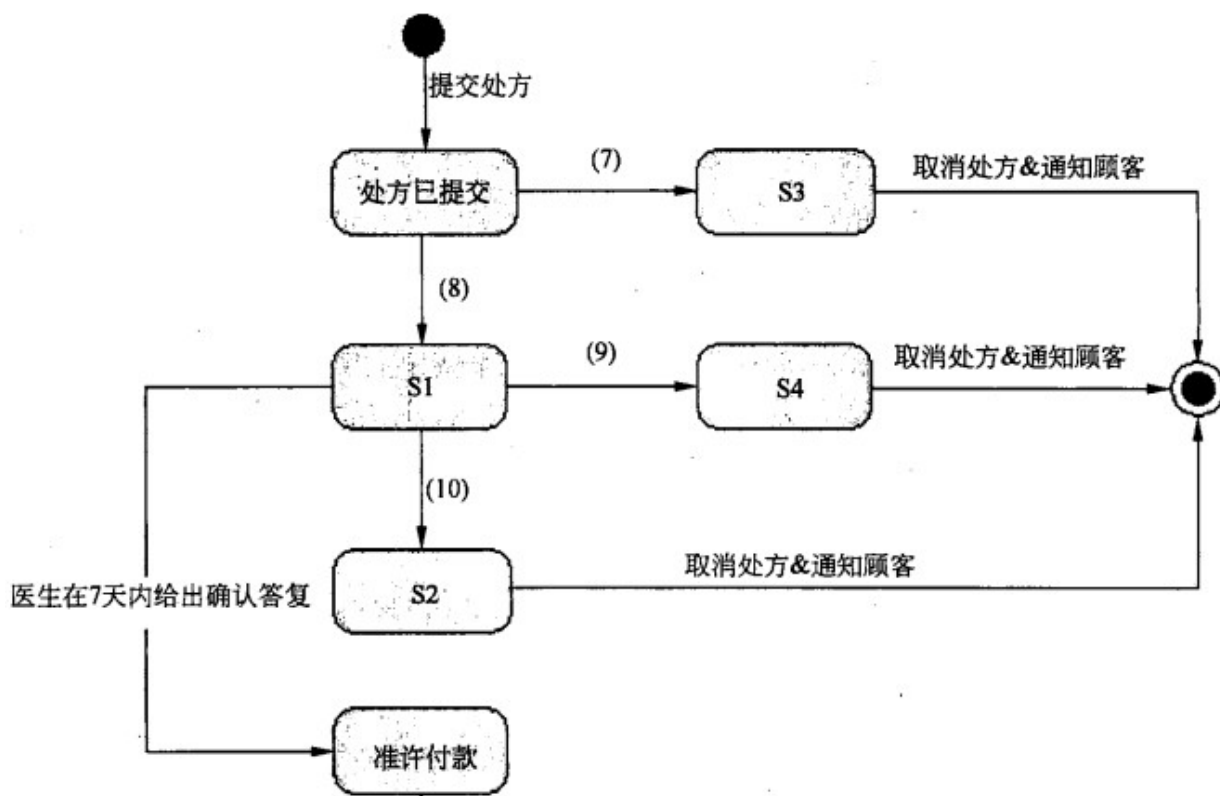 提交处方
处方已提交
(7)
S3
取消处方&通知顾客
(8)
S1
(9)
S4
取消处方&通知顾客
(10)
医生在7天内给出确认答复
S2
取消处方&通知顾客
准许付款